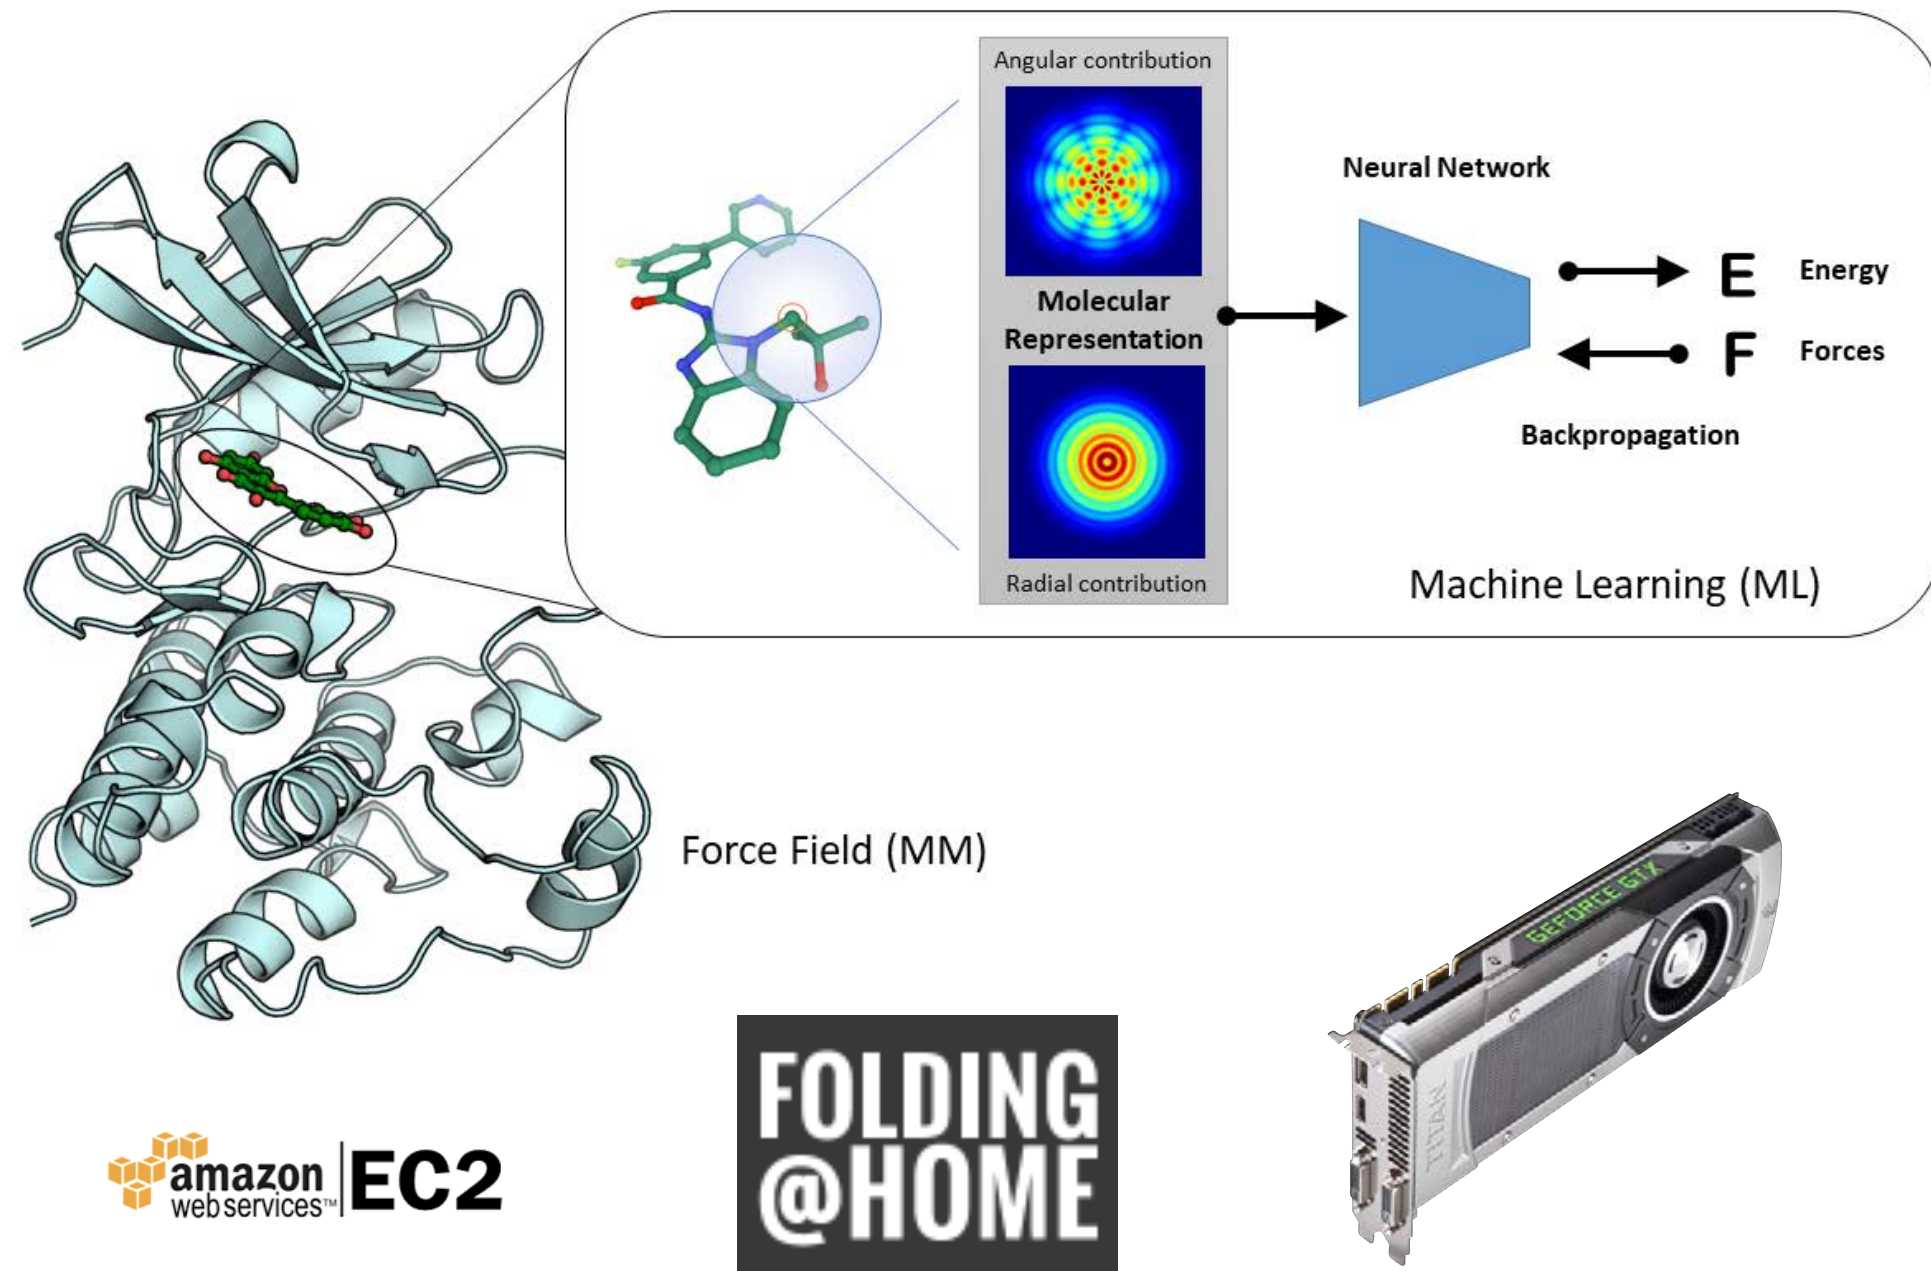 Angular contribution
Molecular
Representation
Radial contribution
Neural Network
E Energy
F Forces
Backpropagation
Machine Learning (ML)
Force Field (MM)
GEFORCE GTX
TITAN
amazon
web services™
EC2
FOLDING
@HOME